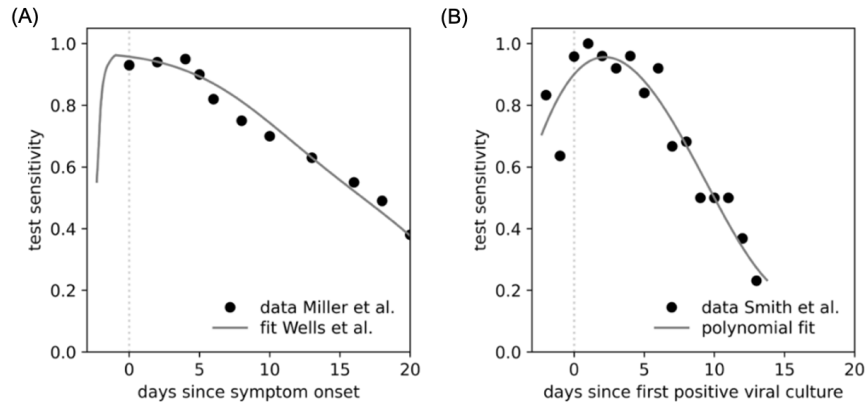 (A)
(B)
1.0
0.8
0.6
0.4
0.2
0.0
test sensitivity
data Miller et al.
fit Wells et al.
0
5
10
15
20
days since symptom onset
1.0
0.8
0.6
0.4
0.2
0.0
test sensitivity
data Smith et al.
polynomial fit
0
5
10
15
20
days since first positive viral culture